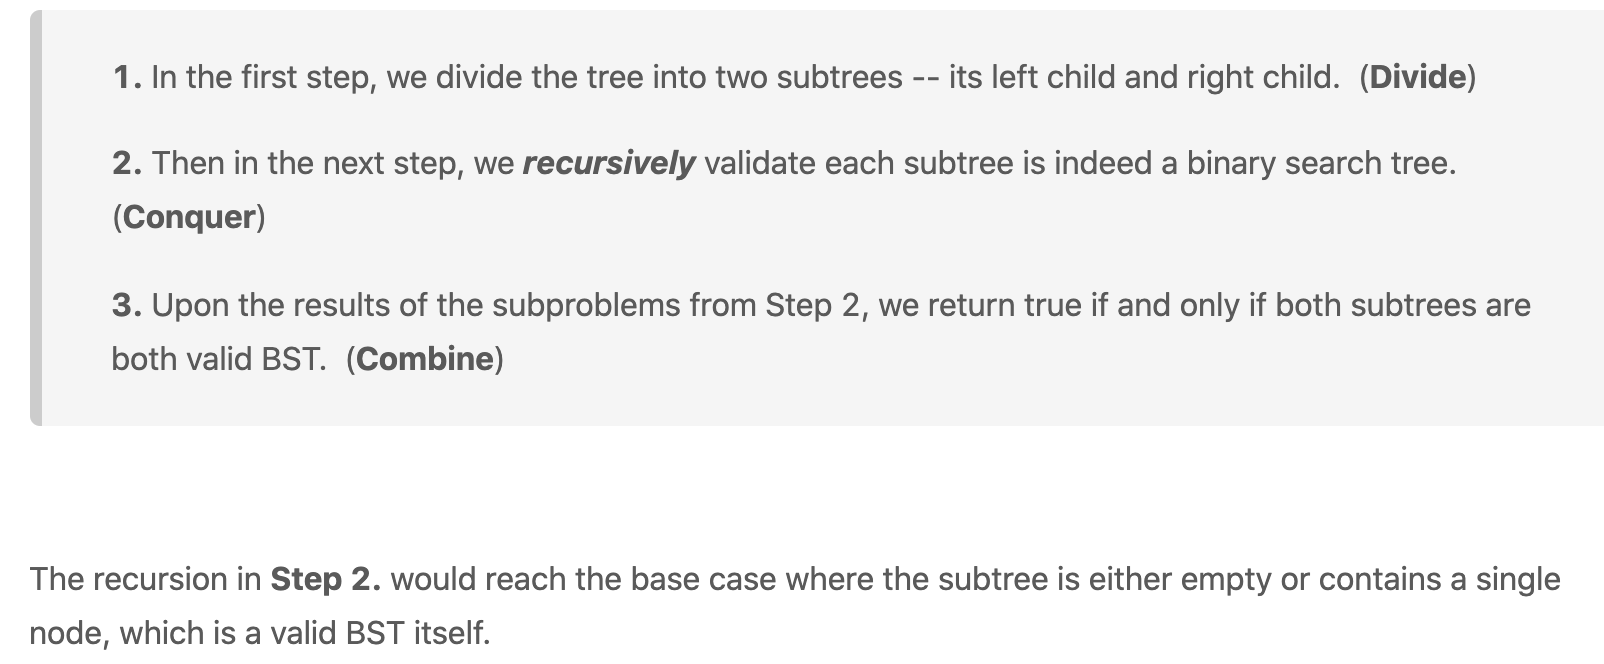 1. In the first step, we divide the tree into two subtrees -- its left child and right child.  (Divide)
2. Then in the next step, we recursively validate each subtree is indeed a binary search tree.
(Conquer)
3. Upon the results of the subproblems from Step 2, we return true if and only if both subtrees are
both valid BST.  (Combine)
The recursion in Step 2. would reach the base case where the subtree is either empty or contains a single
node, which is a valid BST itself.